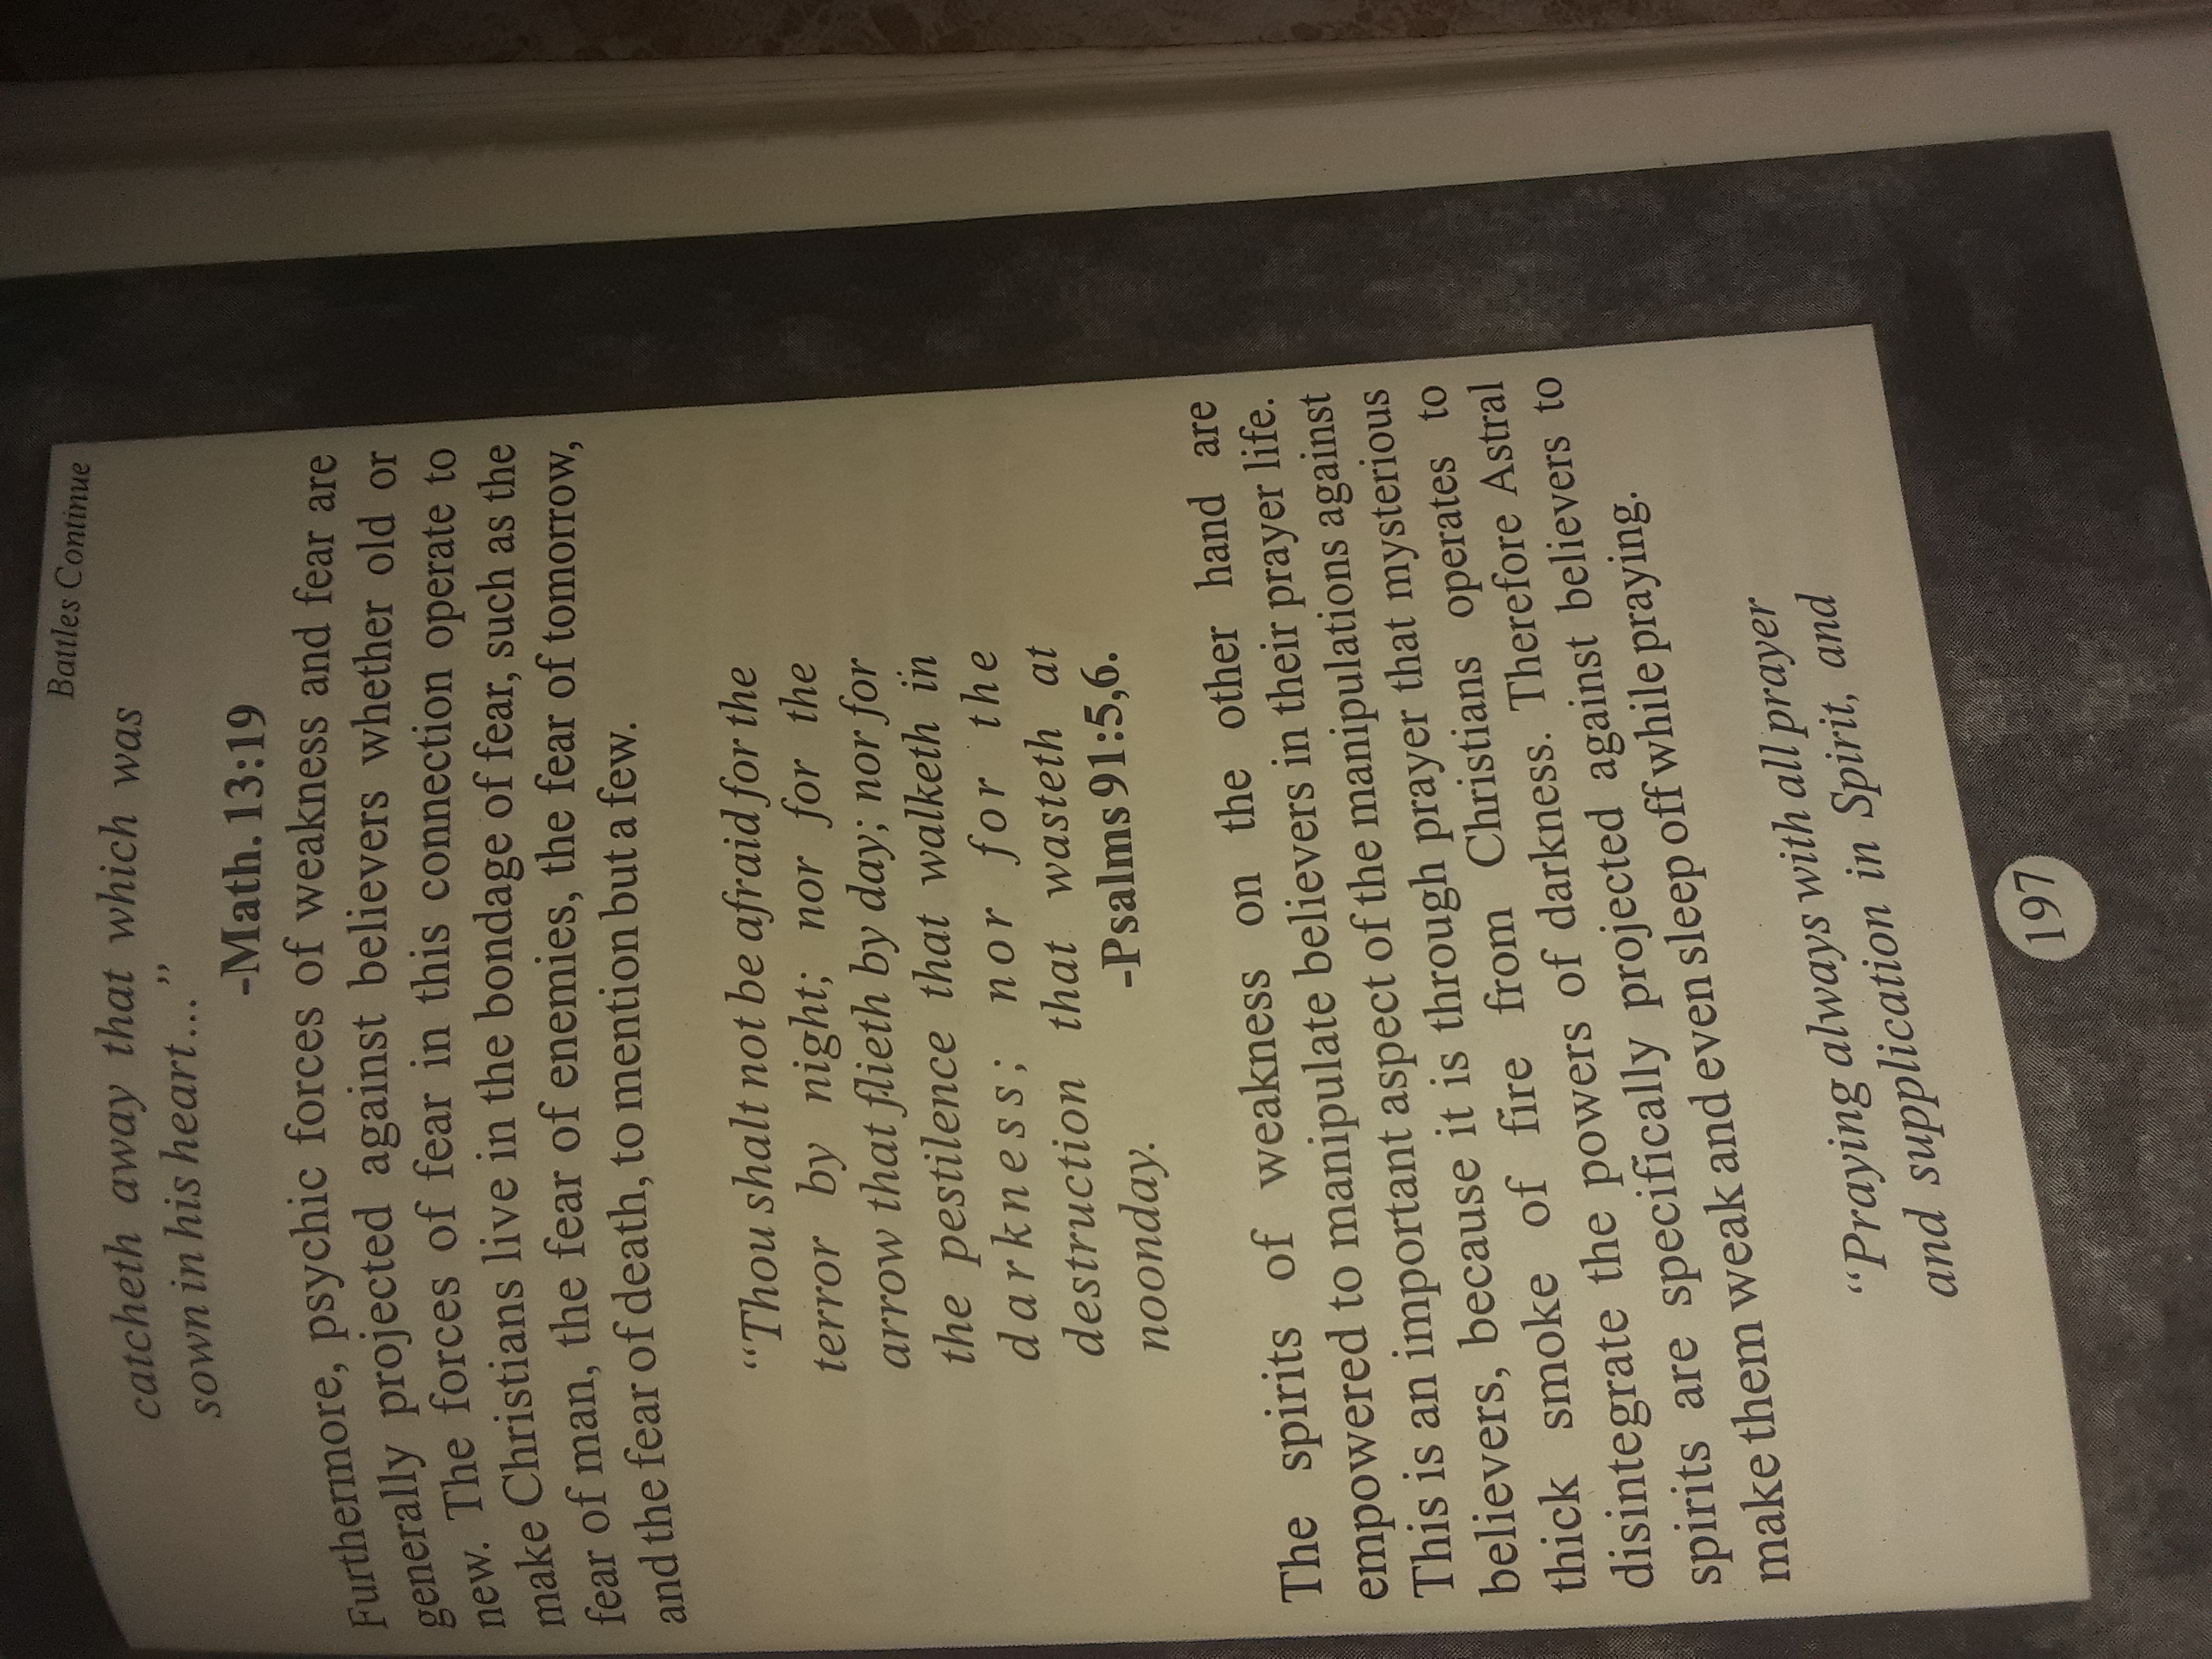 Battles Continue
catcheth away that which was
sown in his heart..."
-Math. 13:19
Furthermore, psychic forces of weakness and fear are
generally projected against believers whether old or
new. The forces of fear in this connection operate to
make Christians live in the bondage of fear, such as the
fear of man, the fear of enemies, the fear of tomorrow,
and the fear of death, to mention but a few.
"Thou shalt not be afraid for the
terror by night; nor for the
arrow that flieth by day; nor for
the pestilence that walketh in
darkness; nor for the
destruction that wasteth at
noonday.
-Psalms 91:5,6.
The spirits of weakness on the other hand are
empowered to manipulate believers in their prayer life.
This is an important aspect of the manipulations against
believers, because it is through prayer that mysterious
thick smoke of fire from Christians operates to
disintegrate the powers of darkness. Therefore Astral
spirits are specifically projected against believers to
make them weak and even sleep off while praying.
"Praying always with all prayer
and supplication in Spirit, and
197